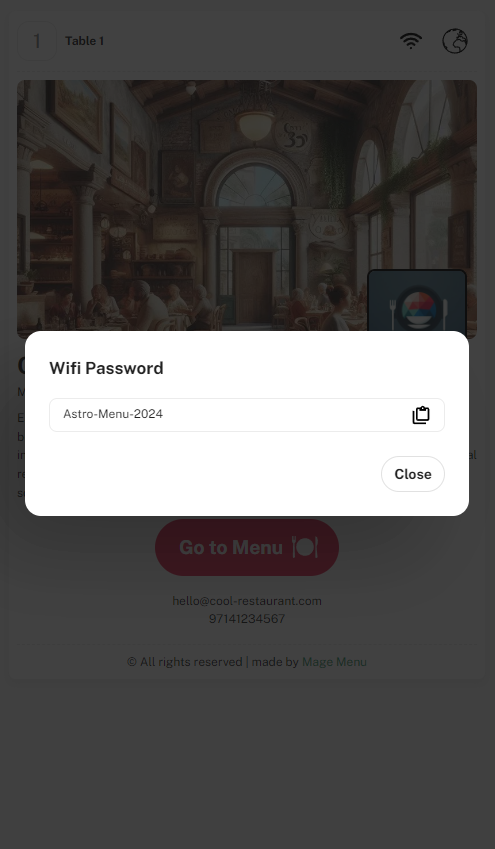 1
Table 1
Wifi Password
Astro-Menu-2024
Close
Go to Menu
hello@cool-restaurant.com
97141234567
© All rights reserved | made by Mage Menu